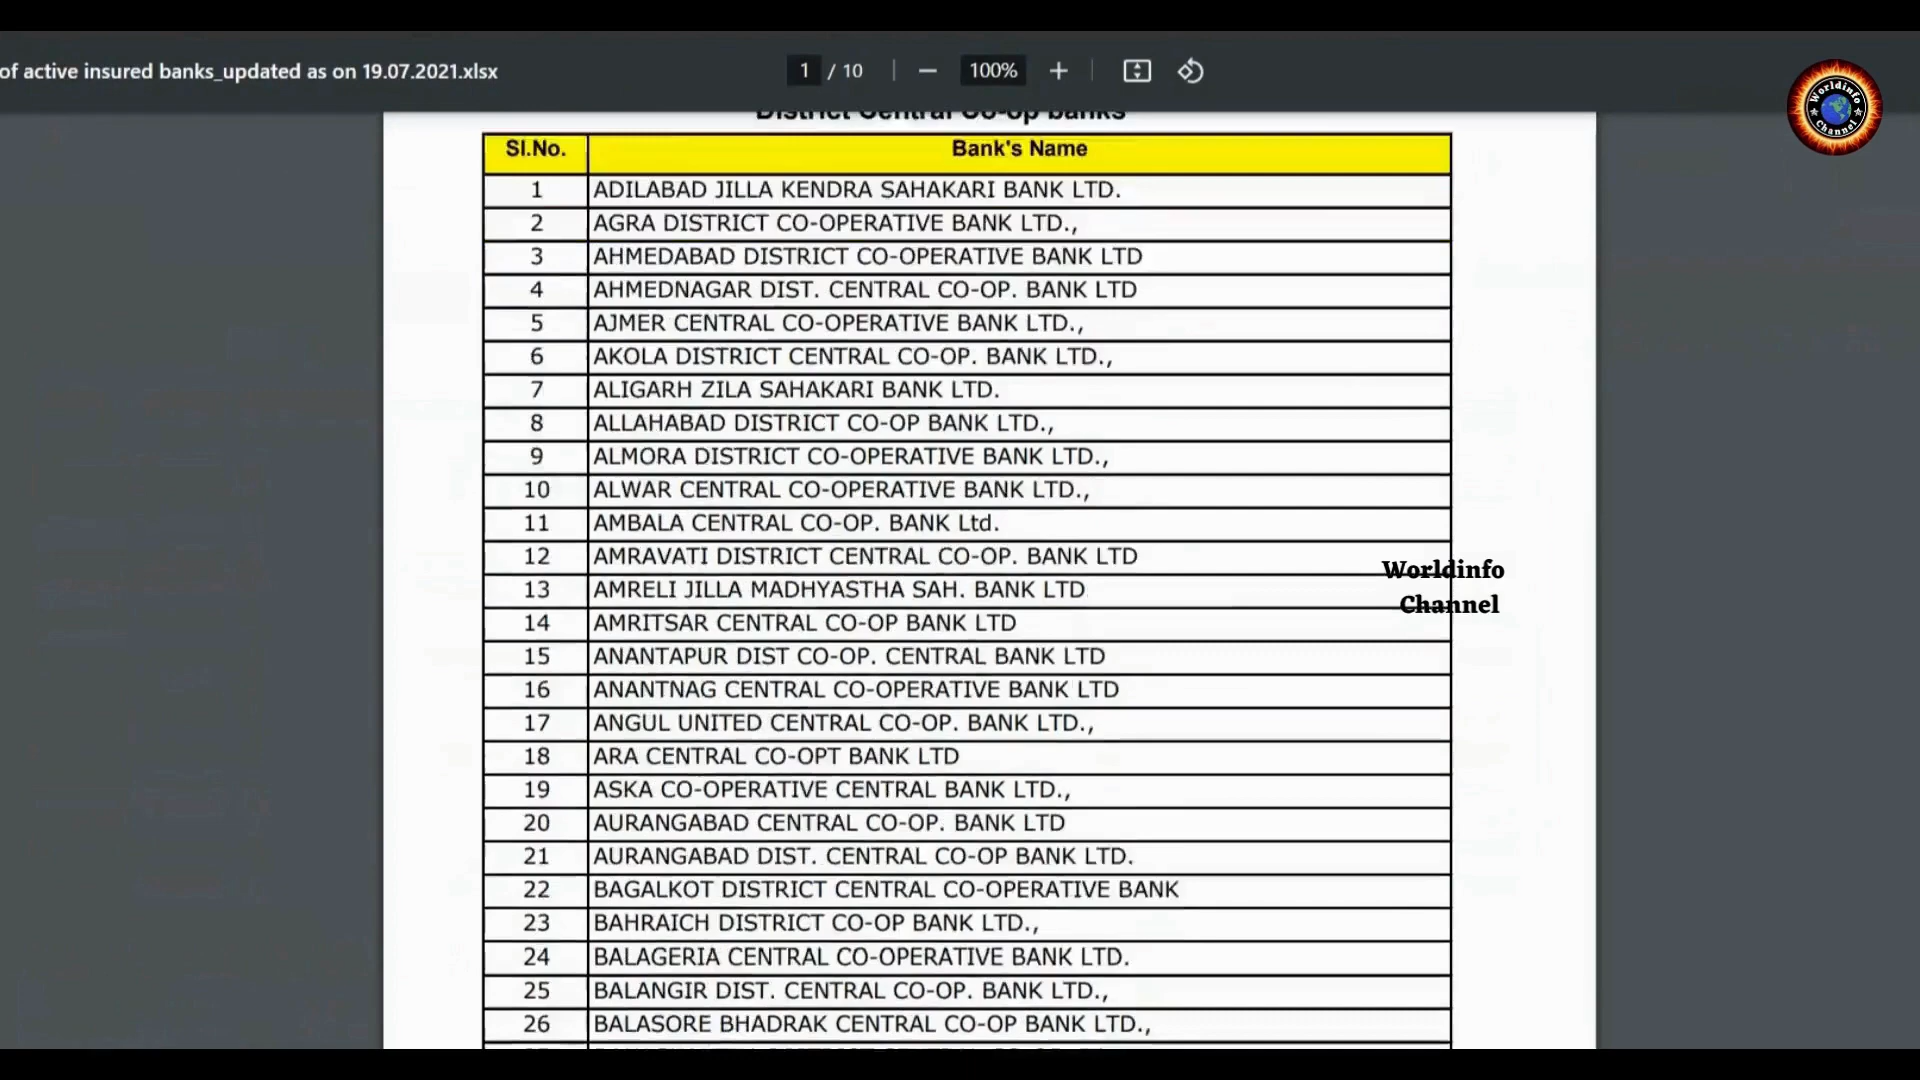 of active insured banks_updated as on 19.07.2021.xlsx
1 / 10
100%
Worldinfo
Channel
District Central Co-op banks
Sl.No. Bank's Name
1 ADILABAD JILLA KENDRA SAHAKARI BANK LTD.
2 AGRA DISTRICT CO-OPERATIVE BANK LTD.,
3 AHMEDABAD DISTRICT CO-OPERATIVE BANK LTD
4 AHMEDNAGAR DIST. CENTRAL CO-OP. BANK LTD
5 AJMER CENTRAL CO-OPERATIVE BANK LTD.,
6 AKOLA DISTRICT CENTRAL CO-OP. BANK LTD.,
7 ALIGARH ZILA SAHAKARI BANK LTD.
8 ALLAHABAD DISTRICT CO-OP BANK LTD.,
9 ALMORA DISTRICT CO-OPERATIVE BANK LTD.,
10 ALWAR CENTRAL CO-OPERATIVE BANK LTD.,
11 AMBALA CENTRAL CO-OP. BANK Ltd.
12 AMRAVATI DISTRICT CENTRAL CO-OP. BANK LTD
13 AMRELI JILLA MADHYASTHA SAH. BANK LTD
14 AMRITSAR CENTRAL CO-OP BANK LTD
15 ANANTAPUR DIST CO-OP. CENTRAL BANK LTD
16 ANANTNAG CENTRAL CO-OPERATIVE BANK LTD
17 ANGUL UNITED CENTRAL CO-OP. BANK LTD.,
18 ARA CENTRAL CO-OPT BANK LTD
19 ASKA CO-OPERATIVE CENTRAL BANK LTD.,
20 AURANGABAD CENTRAL CO-OP. BANK LTD
21 AURANGABAD DIST. CENTRAL CO-OP BANK LTD.
22 BAGALKOT DISTRICT CENTRAL CO-OPERATIVE BANK
23 BAHRAICH DISTRICT CO-OP BANK LTD.,
24 BALAGERIA CENTRAL CO-OPERATIVE BANK LTD.
25 BALANGIR DIST. CENTRAL CO-OP. BANK LTD.,
26 BALASORE BHADRAK CENTRAL CO-OP BANK LTD.,
Worldinfo
Channel